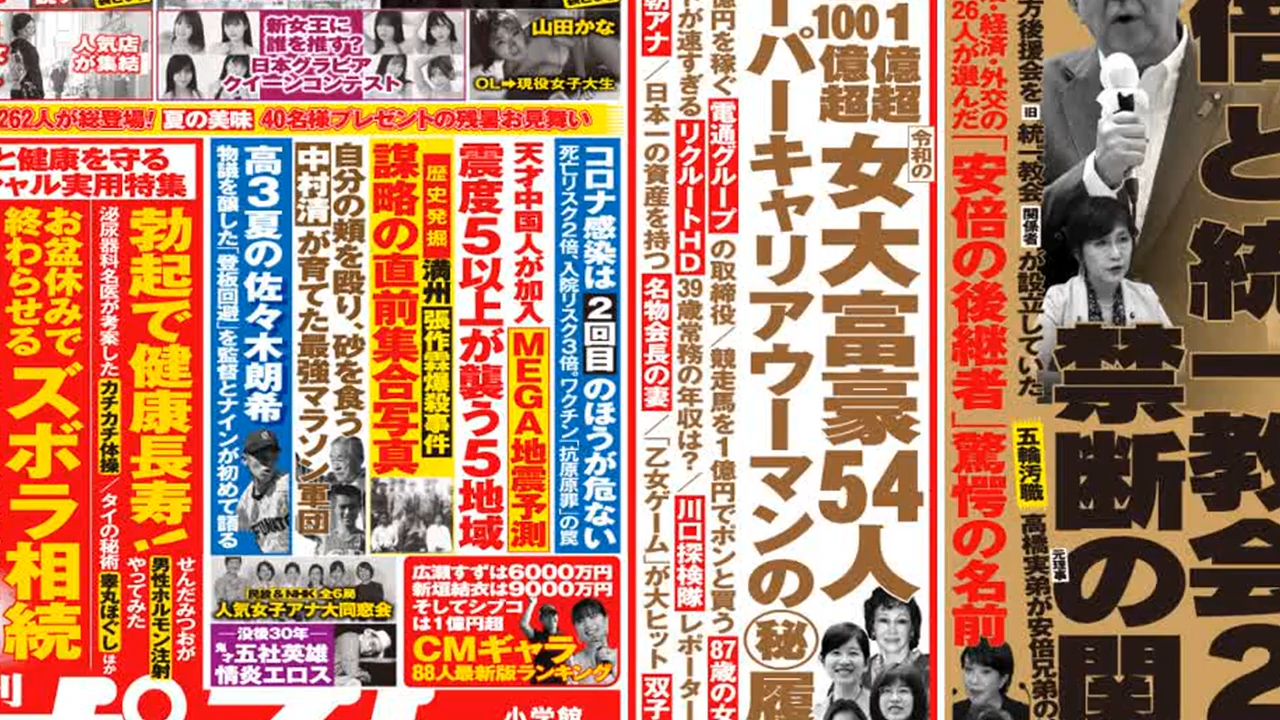 倍と統一教会2
禁断の関
方後援会を旧統一教会関係者が設立していた
五輪汚職
高橋元理事実弟が安倍兄の
経済・外交の
26人が選んだ
「安倍の後継者」驚愕の名前
1億超
100億超
令和の
女大富豪54人
ーパーキャリアウーマンの㊙履
億円を稼ぐ電通グループの取締役/競走馬を1億円でポンと買う87歳の女
が速すぎるリクルートHD39歳常務の年収は?/川口探検隊レポーター
朝アナ/日本一の資産を持つ名物会長の妻/「乙女ゲーム」が大ヒット双子
人気店
が集結
新女王に
誰を推す?
日本グラビア
クイーンコンテスト
山田かな
OL➡現役女子大生
262人が総登場!夏の美味40名様プレゼントの残暑お見舞い
コロナ感染は2回目のほうが危ない
死亡リスク2倍、入院リスク3倍。ワクチン「抗原原罪」の罠
天才中国人が加入MEGA地震予測
震度5以上が襲う5地域
歴史発掘
満州張作霖爆殺事件
謀略の直前集合写真
自分の頬を殴り、砂を食う
中村清が育てた最強マラソン軍団
高3夏の佐々木朗希
物議を醸した「登板回避」を監督とナインが初めて語る
と健康を守る
ャル実用特集
勃起で健康長寿!!
泌尿器科名医が考案したカチカチ体操/タイの秘術睾丸ほぐしほか
せんだみつおが
やってみた
男性ホルモン注射
お盆休みで
終わらせる
ズボラ相続
民放&NHK全6局
人気女子アナ大同窓会
没後30年
鬼才五社英雄
情炎エロス
広瀬すずは6000万円
新垣結衣は9000万円
そしてシブコ
は1億円超
CMギャラ
88人最新版ランキング
刊
ポスト
小学館